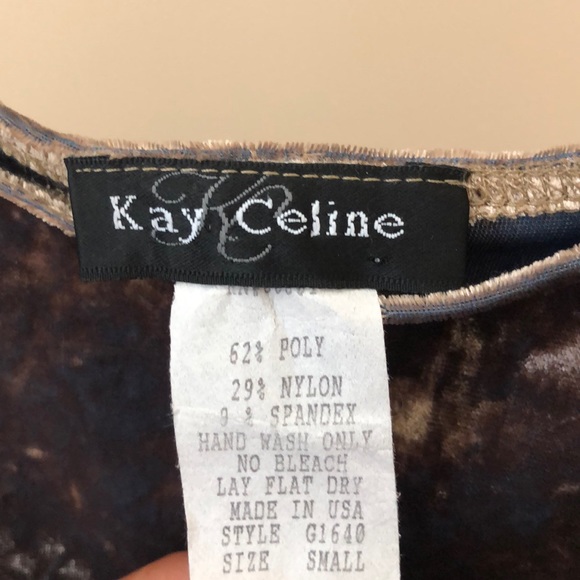 Kay Celine
62% POLY
29% NYLON
9 % SPANDEX
HAND WASH ONLY
NO BLEACH
LAY FLAT DRY
MADE IN USA
STYLE G1640
SIZE SMALL